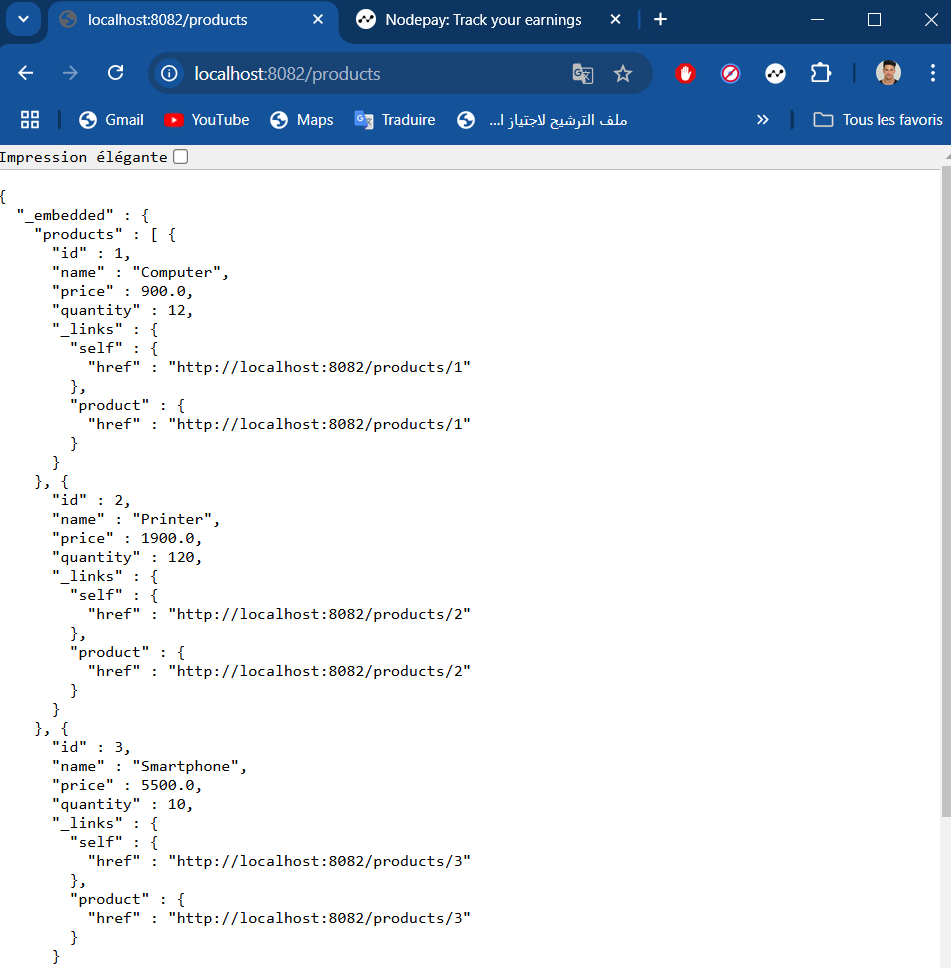 localhost:8082/products
Nodepay: Track your earnings
localhost:8082/products
Gmail YouTube Maps Traduire ملف الترشيح لاجتياز ا... Tous les favoris
Impression élégante
{
  "_embedded" : {
    "products" : [ {
      "id" : 1,
      "name" : "Computer",
      "price" : 900.0,
      "quantity" : 12,
      "_links" : {
        "self" : {
          "href" : "http://localhost:8082/products/1"
        },
        "product" : {
          "href" : "http://localhost:8082/products/1"
        }
      }
    }, {
      "id" : 2,
      "name" : "Printer",
      "price" : 1900.0,
      "quantity" : 120,
      "_links" : {
        "self" : {
          "href" : "http://localhost:8082/products/2"
        },
        "product" : {
          "href" : "http://localhost:8082/products/2"
        }
      }
    }, {
      "id" : 3,
      "name" : "Smartphone",
      "price" : 5500.0,
      "quantity" : 10,
      "_links" : {
        "self" : {
          "href" : "http://localhost:8082/products/3"
        },
        "product" : {
          "href" : "http://localhost:8082/products/3"
        }
      }